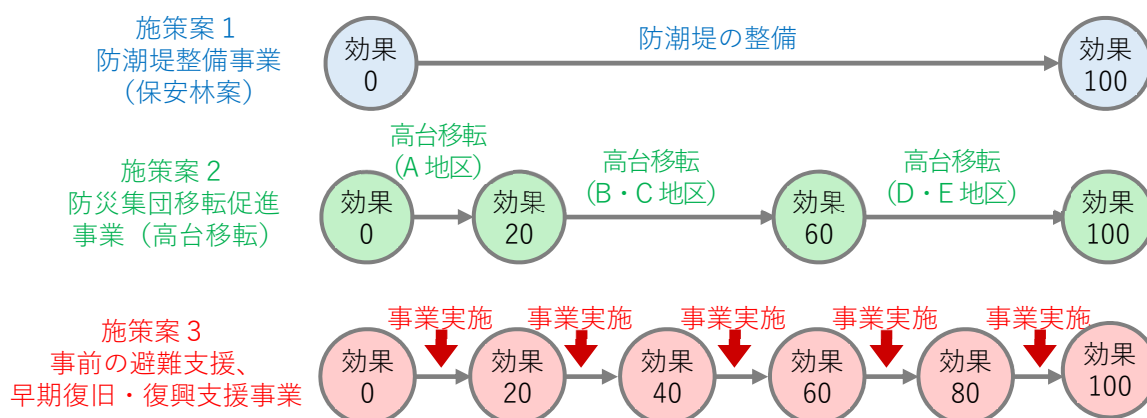 施策案1
防潮堤整備事業
(保安林案)
効果
0
防潮堤の整備
効果
100
施策案2
防災集団移転促進
事業(高台移転)
効果
0
高台移転
(A 地区)
効果
20
高台移転
(B・C 地区)
効果
60
高台移転
(D・E 地区)
効果
100
施策案3
事前の避難支援、
早期復旧・復興支援事業
効果
0
事業実施
効果
20
事業実施
効果
40
事業実施
効果
60
事業実施
効果
80
事業実施
効果
100